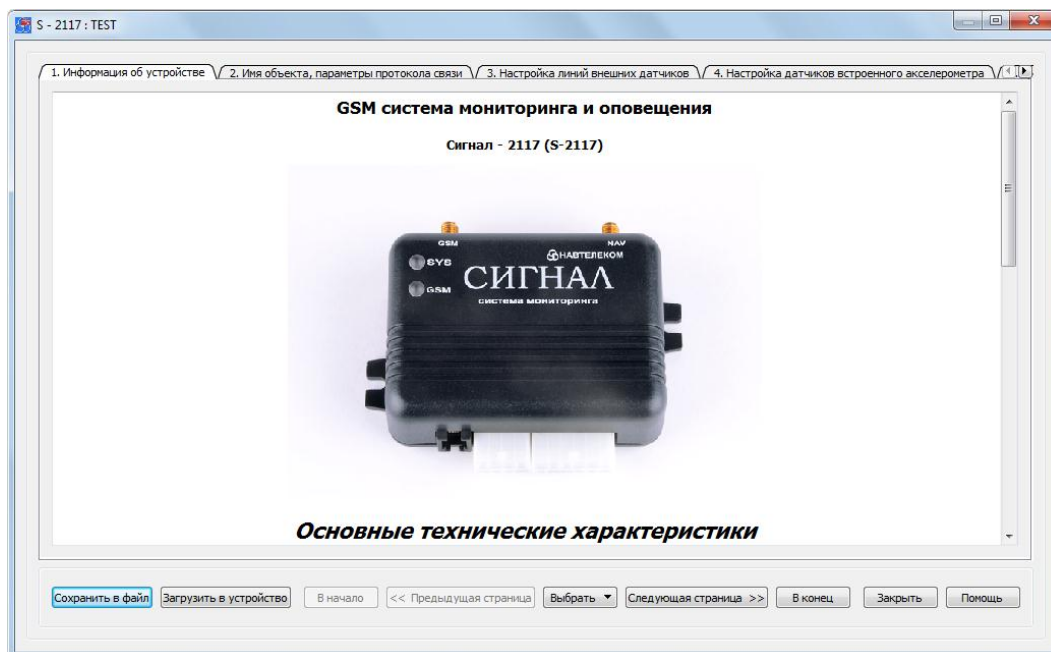 S - 2117 : TEST
1. Информация об устройстве
2. Имя объекта, параметры протокола связи
3. Настройка линий внешних датчиков
4. Настройка датчиков встроенного акселерометра
GSM система мониторинга и оповещения
Сигнал - 2117 (S-2117)
GSM
NAV
SYS
НАВТЕЛЕКОМ
СИГНАЛ
GSM
система мониторинга
Основные технические характеристики
Сохранить в файл
Загрузить в устройство
В начало
<< Предыдущая страница
Выбрать
Следующая страница >>
В конец
Закрыть
Помощь